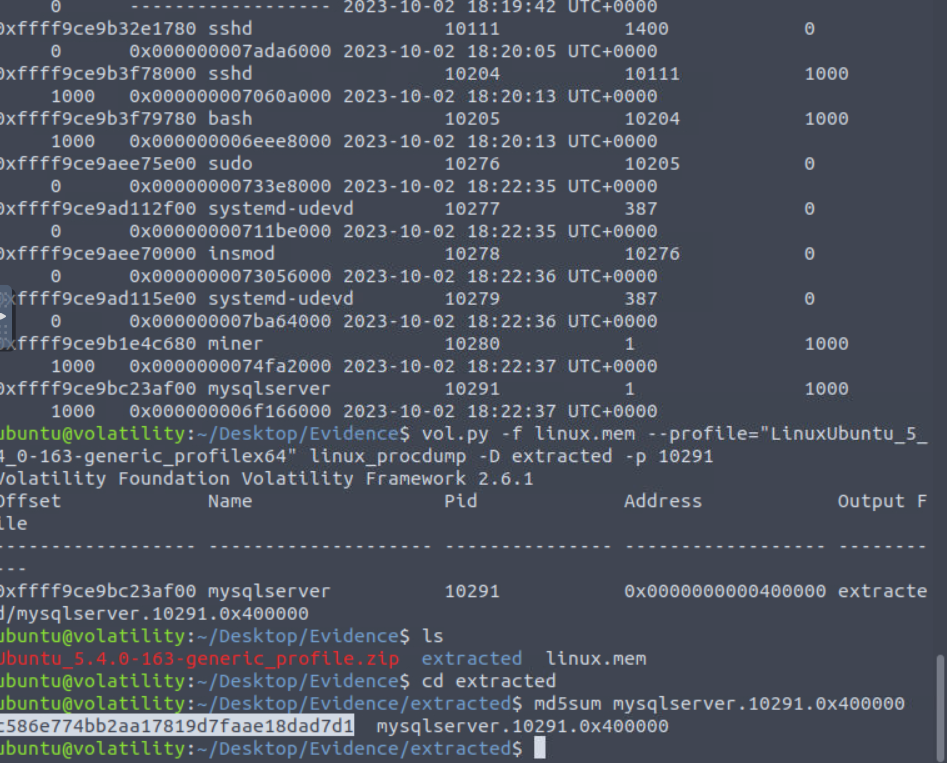 0 ------------------ 2023-10-02 18:19:42 UTC+0000
0xffff9ce9b32e1780 sshd 10111 1400 0
0 0x000000007ada6000 2023-10-02 18:20:05 UTC+0000
0xffff9ce9b3f78000 sshd 10204 10111 1000
1000 0x000000007060a000 2023-10-02 18:20:13 UTC+0000
0xffff9ce9b3f79780 bash 10205 10204 1000
1000 0x000000006eee8000 2023-10-02 18:20:13 UTC+0000
0xffff9ce9aee75e00 sudo 10276 10205 0
0 0x00000000733e8000 2023-10-02 18:22:35 UTC+0000
0xffff9ce9ad112f00 systemd-udevd 10277 387 0
0 0x00000000711be000 2023-10-02 18:22:35 UTC+0000
0xffff9ce9aee70000 insmod 10278 10276 0
0 0x0000000073056000 2023-10-02 18:22:36 UTC+0000
ffff9ce9ad115e00 systemd-udevd 10279 387 0
0 0x000000007ba64000 2023-10-02 18:22:36 UTC+0000
xffff9ce9b1e4c680 miner 10280 1 1000
1000 0x0000000074fa2000 2023-10-02 18:22:37 UTC+0000
0xffff9ce9bc23af00 mysqlserver 10291 1 1000
1000 0x000000006f166000 2023-10-02 18:22:37 UTC+0000
ubuntu@volatility:~/Desktop/Evidence$ vol.py -f linux.mem --profile="LinuxUbuntu_5_
4_0-163-generic_profilex64" linux_procdump -D extracted -p 10291
Volatility Foundation Volatility Framework 2.6.1
Offset Name Pid Address Output F
ile
------------------ -------------------- --------------- ------------------ --------
---
0xffff9ce9bc23af00 mysqlserver 10291 0x0000000000400000 extracte
d/mysqlserver.10291.0x400000
ubuntu@volatility:~/Desktop/Evidence$ ls
Ubuntu_5.4.0-163-generic_profile.zip extracted linux.mem
ubuntu@volatility:~/Desktop/Evidence$ cd extracted
ubuntu@volatility:~/Desktop/Evidence/extracted$ md5sum mysqlserver.10291.0x400000
c586e774bb2aa17819d7faae18dad7d1 mysqlserver.10291.0x400000
ubuntu@volatility:~/Desktop/Evidence/extracted$